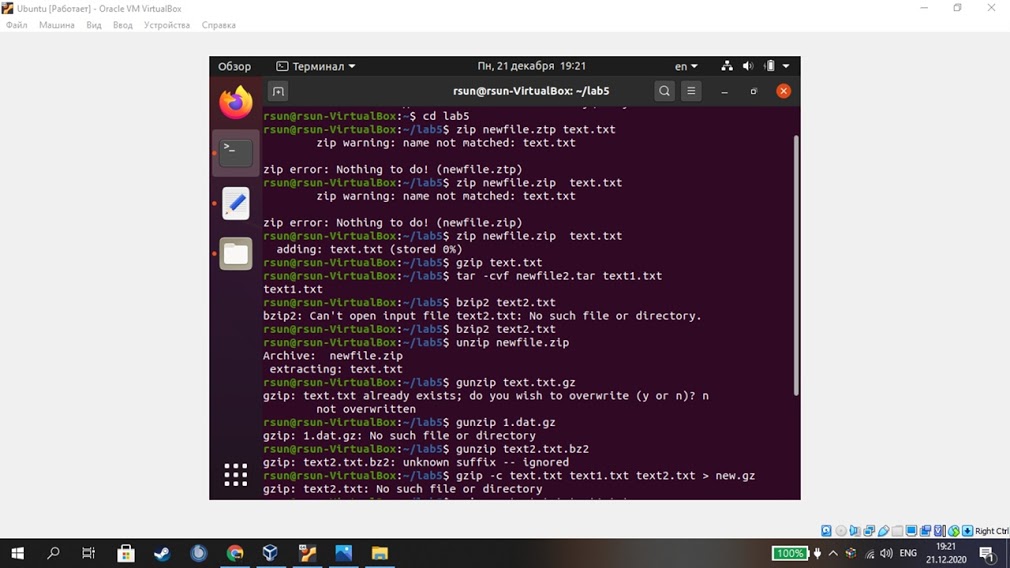 Ubuntu [Работает] - Oracle VM VirtualBox
Файл Машина Вид Ввод Устройства Справка
Обзор Терминал Пн, 21 декабря 19:21 en
rsun@rsun-VirtualBox: ~/lab5
rsun@rsun-VirtualBox:~$ cd lab5
rsun@rsun-VirtualBox:~/lab5$ zip newfile.ztp text.txt
zip warning: name not matched: text.txt
zip error: Nothing to do! (newfile.ztp)
rsun@rsun-VirtualBox:~/lab5$ zip newfile.zip  text.txt
zip warning: name not matched: text.txt
zip error: Nothing to do! (newfile.zip)
rsun@rsun-VirtualBox:~/lab5$ zip newfile.zip  text.txt
adding: text.txt (stored 0%)
rsun@rsun-VirtualBox:~/lab5$ gzip text.txt
rsun@rsun-VirtualBox:~/lab5$ tar -cvf newfile2.tar text1.txt
text1.txt
rsun@rsun-VirtualBox:~/lab5$ bzip2 text2.txt
bzip2: Can't open input file text2.txt: No such file or directory.
rsun@rsun-VirtualBox:~/lab5$ bzip2 text2.txt
rsun@rsun-VirtualBox:~/lab5$ unzip newfile.zip
Archive:  newfile.zip
extracting: text.txt
rsun@rsun-VirtualBox:~/lab5$ gunzip text.txt.gz
gzip: text.txt already exists; do you wish to overwrite (y or n)? n
not overwritten
rsun@rsun-VirtualBox:~/lab5$ gunzip 1.dat.gz
gzip: 1.dat.gz: No such file or directory
rsun@rsun-VirtualBox:~/lab5$ gunzip text2.txt.bz2
gzip: text2.txt.bz2: unknown suffix -- ignored
rsun@rsun-VirtualBox:~/lab5$ gzip -c text.txt text1.txt text2.txt > new.gz
gzip: text2.txt: No such file or directory
Right Ctrl
100% ENG 19:21
21.12.2020 1